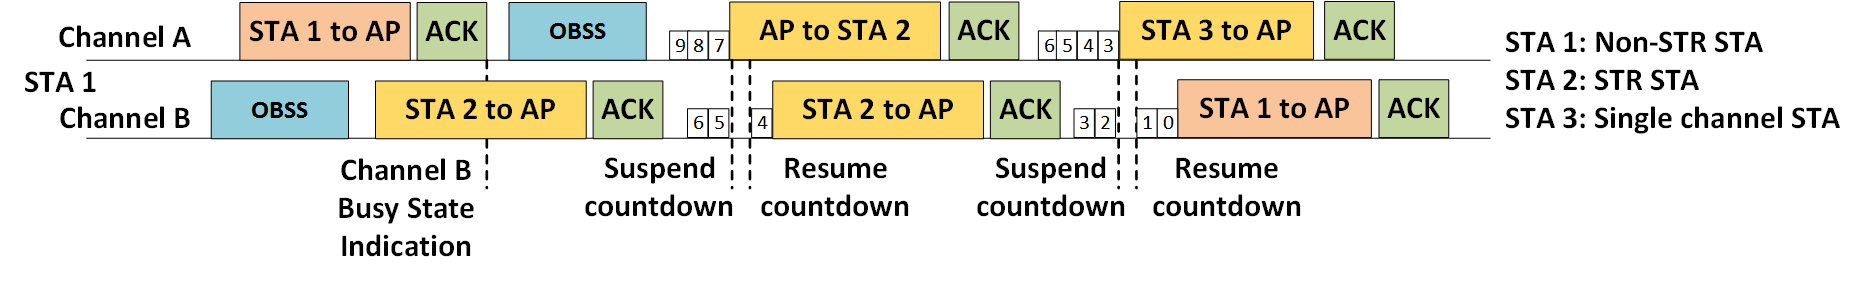 Channel A
STA 1 to AP
ACK
OBSS
9 8 7
AP to STA 2
ACK
6 5 4 3
STA 3 to AP
ACK
STA 1
Channel B
OBSS
STA 2 to AP
ACK
6 5
4
STA 2 to AP
ACK
3 2
1 0
STA 1 to AP
ACK
STA 1: Non-STR STA
STA 2: STR STA
STA 3: Single channel STA
Channel B
Busy State
Indication
Suspend
countdown
Resume
countdown
Suspend
countdown
Resume
countdown